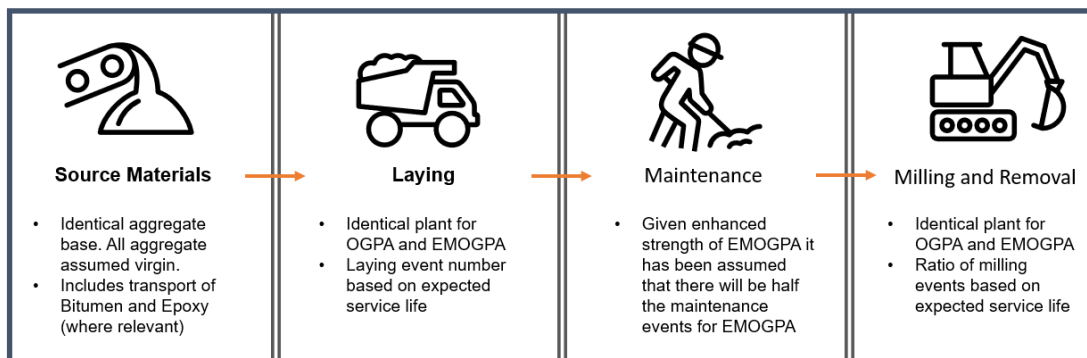 Source Materials
• Identical aggregate
base. All aggregate
assumed virgin.
• Includes transport of
Bitumen and Epoxy
(where relevant)
Laying
• Identical plant for
OGPA and EMOGPA
• Laying event number
based on expected
service life
Maintenance
• Given enhanced
strength of EMOGPA it
has been assumed
that there will be half
the maintenance
events for EMOGPA
Milling and Removal
• Identical plant for
OGPA and EMOGPA
• Ratio of milling
events based on
expected service life